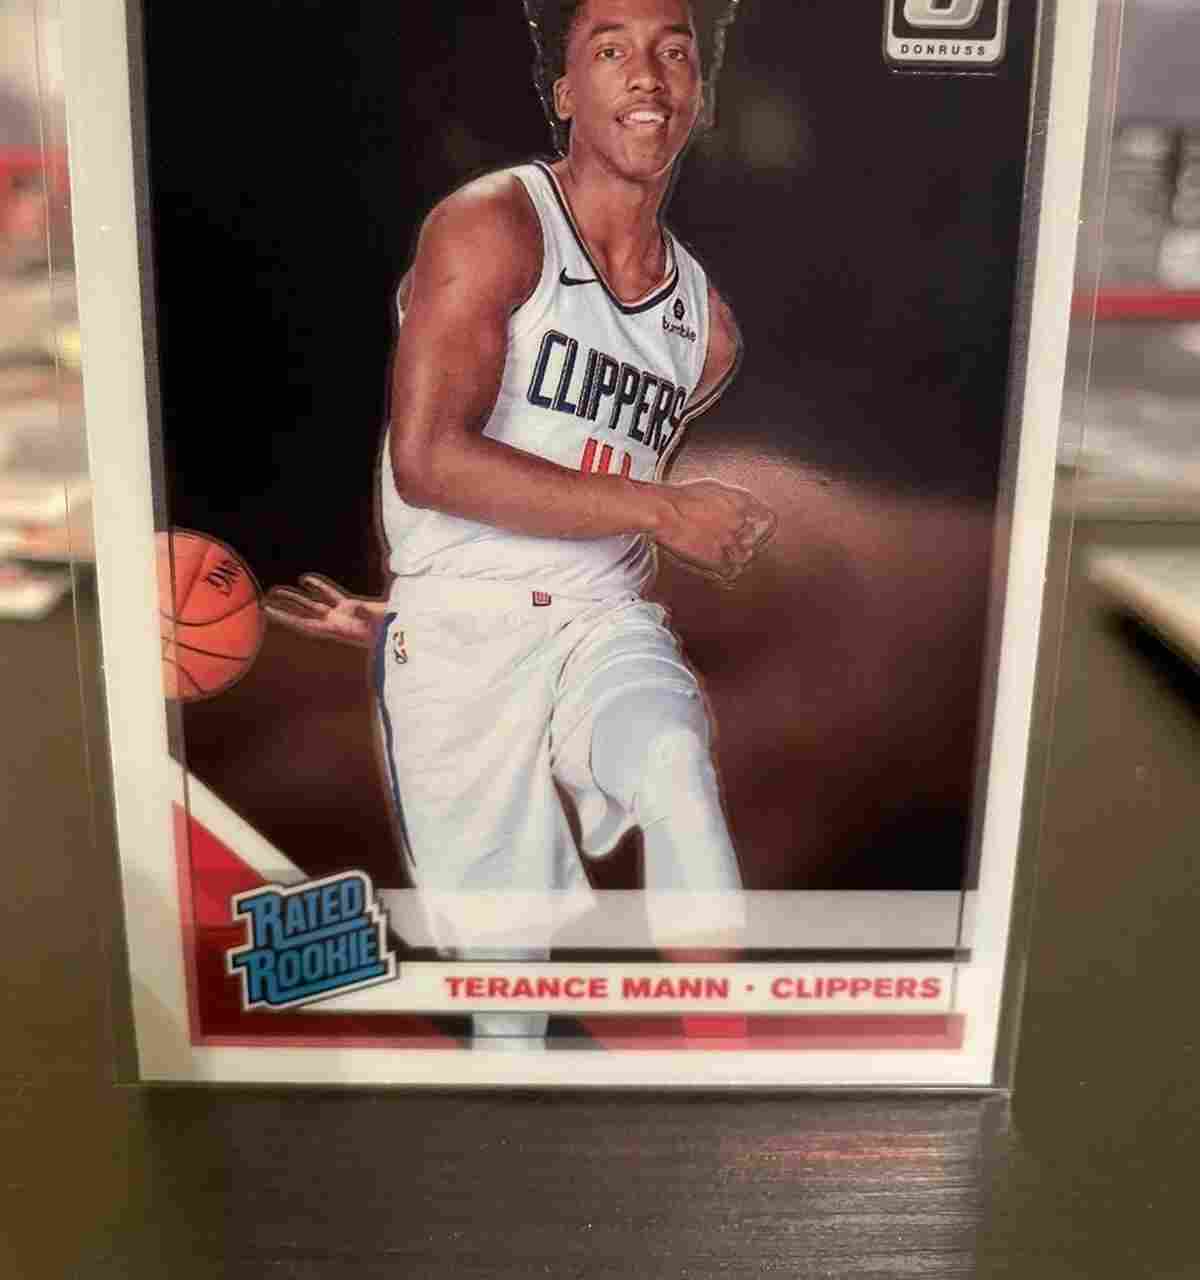 DONRUSS
bumble
CLIPPERS
RATED
ROOKIE
TERANCE MANN · CLIPPERS